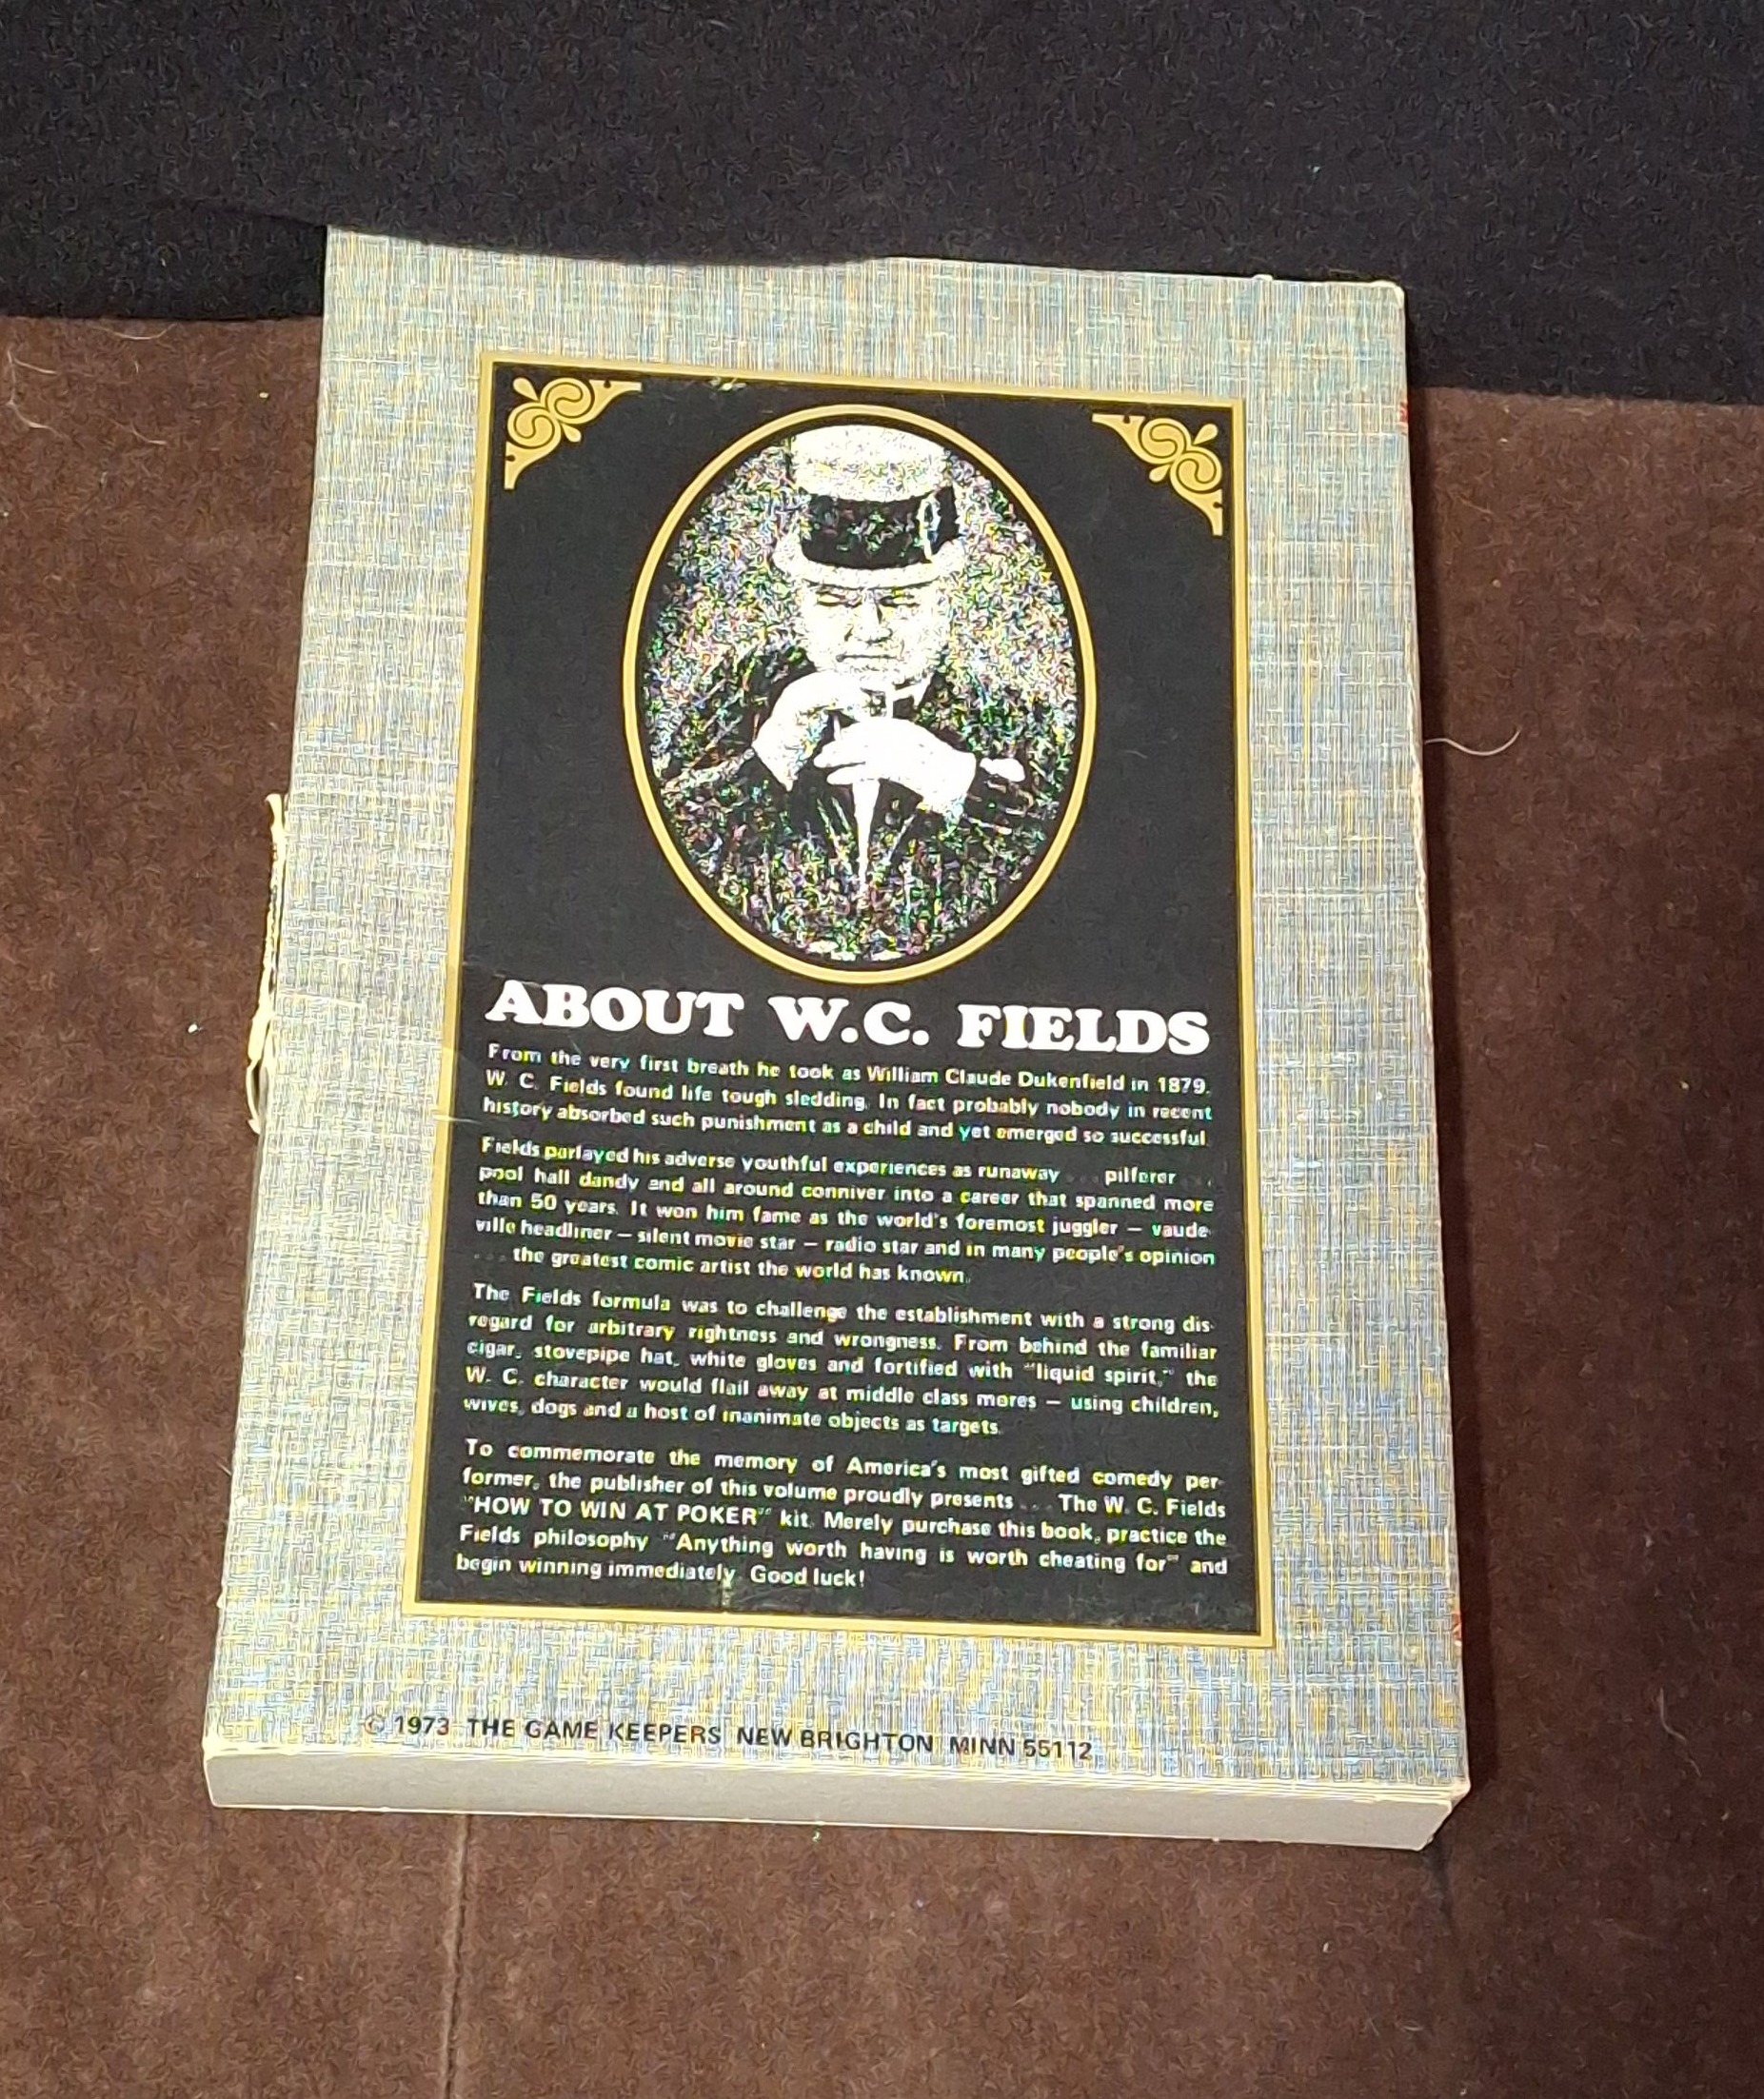 ABOUT W.C. FIELDS
From the very first breath he took as William Claude Dukenfield in 1879,
W. C. Fields found life tough sledding. In fact probably nobody in recent
history absorbed such punishment as a child and yet emerged so successful.
Fields parlayed his adverse youthful experiences as runaway . . . pilferer . . .
pool hall dandy and all around conniver into a career that spanned more
than 50 years. It won him fame as the world's foremost juggler — vaude-
ville headliner — silent movie star — radio star and in many people's opinion
. . . the greatest comic artist the world has known.
The Fields formula was to challenge the establishment with a strong dis-
regard for arbitrary rightness and wrongness. From behind the familiar
cigar, stovepipe hat, white gloves and fortified with "liquid spirit," the
W. C. character would flail away at middle class mores — using children,
wives, dogs and a host of inanimate objects as targets.
To commemorate the memory of America's most gifted comedy per-
former, the publisher of this volume proudly presents . . . The W. C. Fields
"HOW TO WIN AT POKER" kit. Merely purchase this book, practice the
Fields philosophy "Anything worth having is worth cheating for" and
begin winning immediately. Good luck!
© 1973 THE GAME KEEPERS NEW BRIGHTON MINN 55112